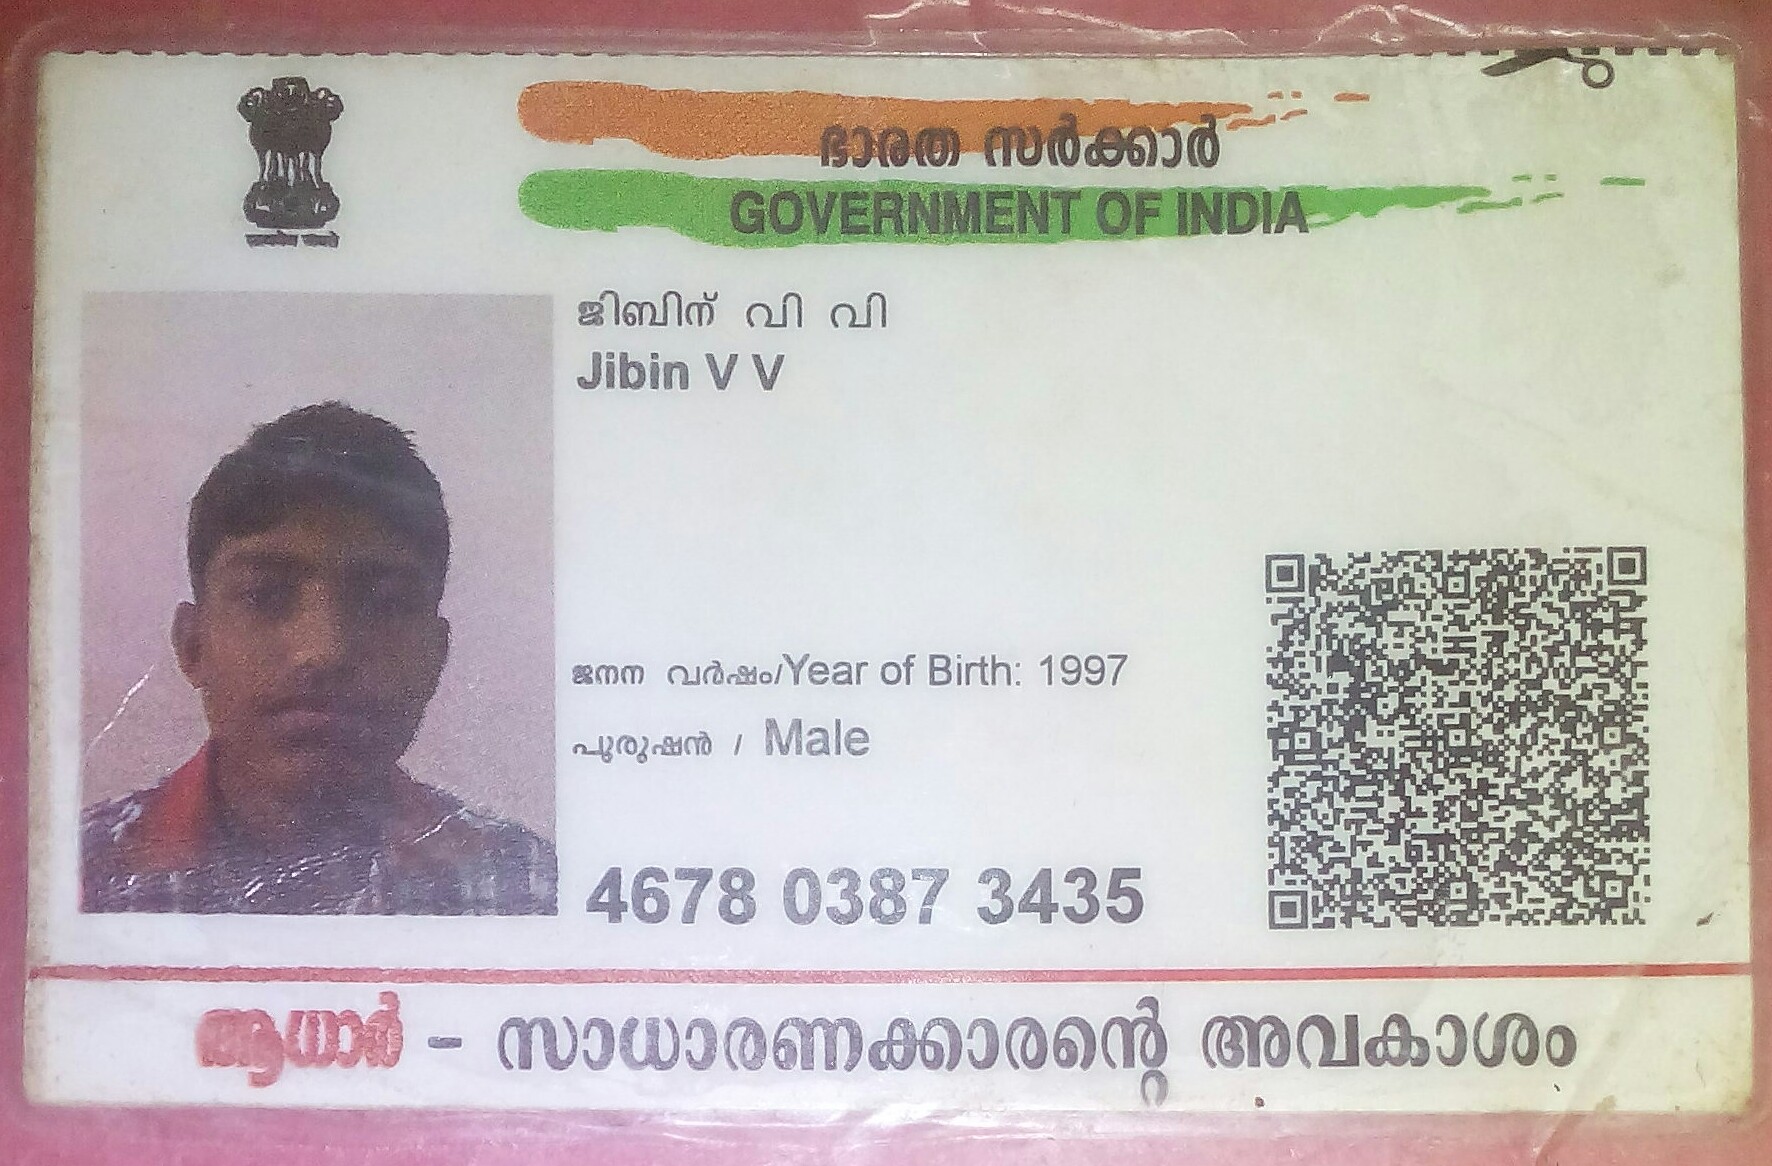 ഭാരത സർക്കാർ
GOVERNMENT OF INDIA
ജിബിന് വി വി
Jibin V V
ജനന വർഷം/Year of Birth: 1997
പുരുഷൻ / Male
4678 0387 3435
ആധാർ - സാധാരണക്കാരന്റെ അവകാശം